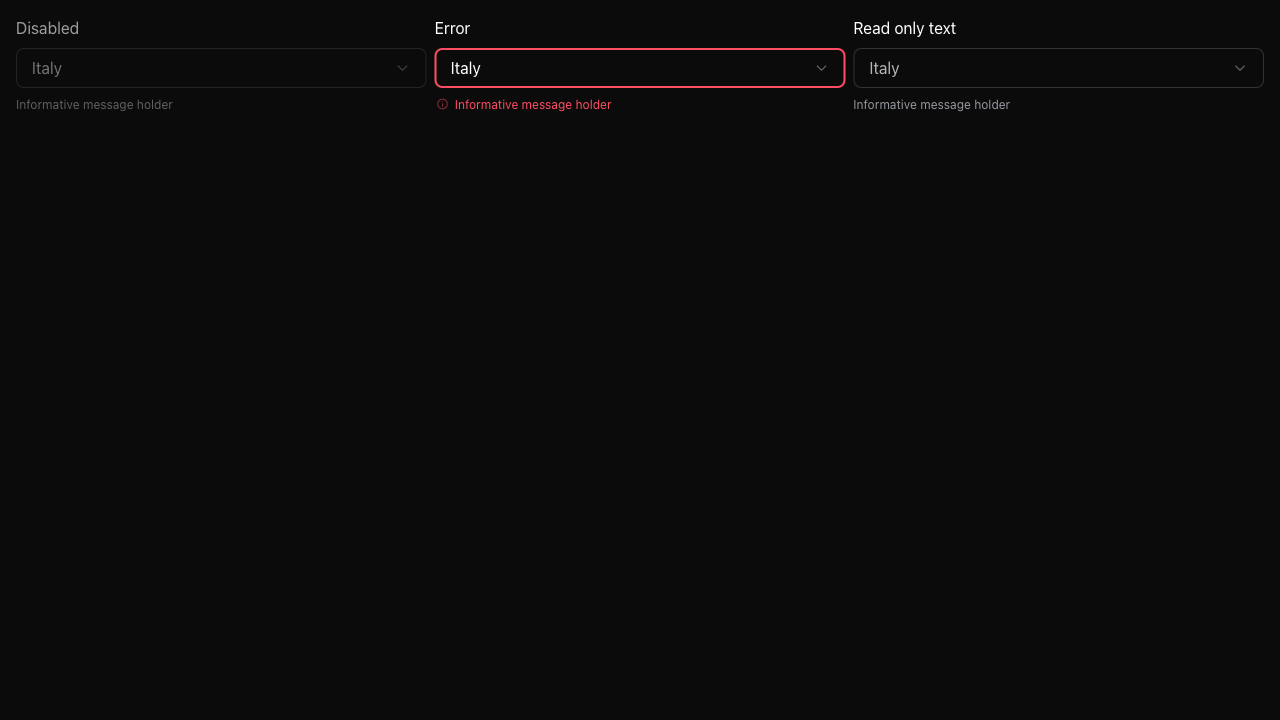 Disabled
Italy
Informative message holder
Error
Italy
Informative message holder
Read only text
Italy
Informative message holder